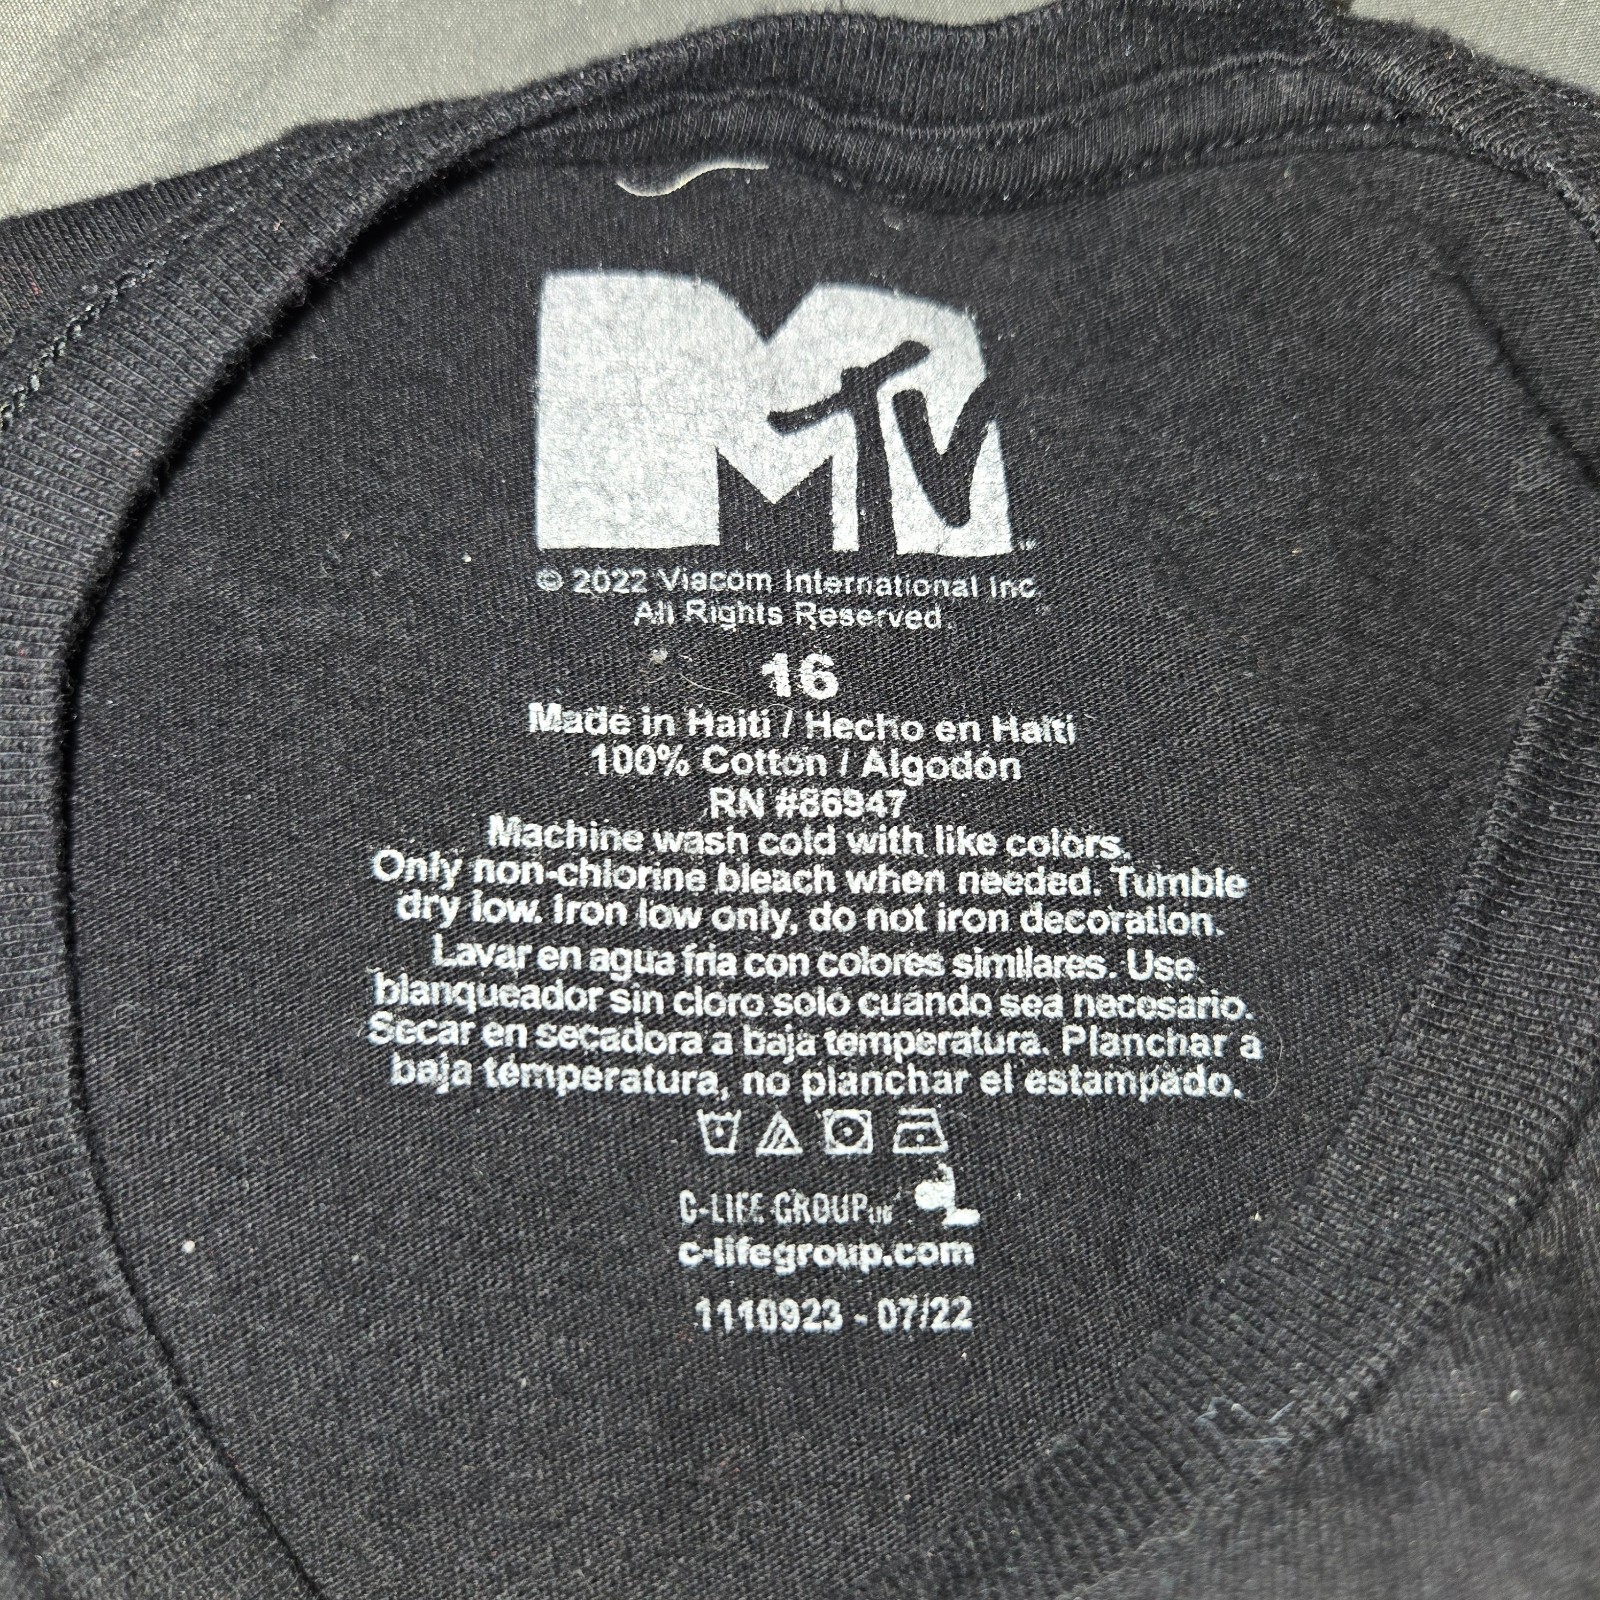 MTV
™
© 2022 Viacom International Inc.
All Rights Reserved.
16
Made in Haiti / Hecho en Haiti
100% Cotton / Algodón
RN #86947
Machine wash cold with like colors.
Only non-chlorine bleach when needed. Tumble
dry low. Iron low only, do not iron decoration.
Lavar en agua fria con colores similares. Use
blanqueador sin cloro solo cuando sea necesario.
Secar en secadora a baja temperatura. Planchar a
baja temperatura, no planchar el estampado.
C-LIFE GROUP LTD
c-lifegroup.com
1110923 - 07/22